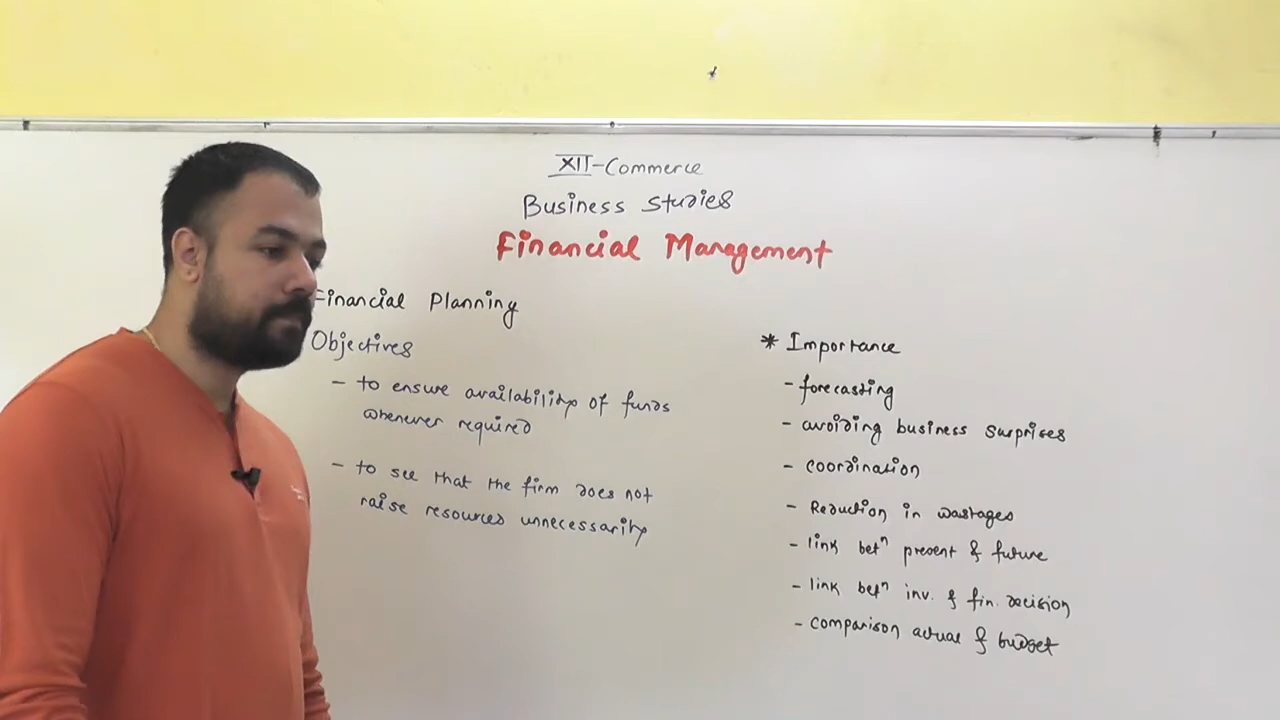 XII-Commerce
Business Studies
Financial Management
Financial Planning
Objectives
- to ensure availability of funds
whenever required
- to see that the firm does not
raise resources unnecessarily
* Importance
- forecasting
- avoiding business surprises
- coordination
- Reduction in wastages
- link betⁿ present & future
- link betⁿ inv. & fin. decision
- comparison actual & budget